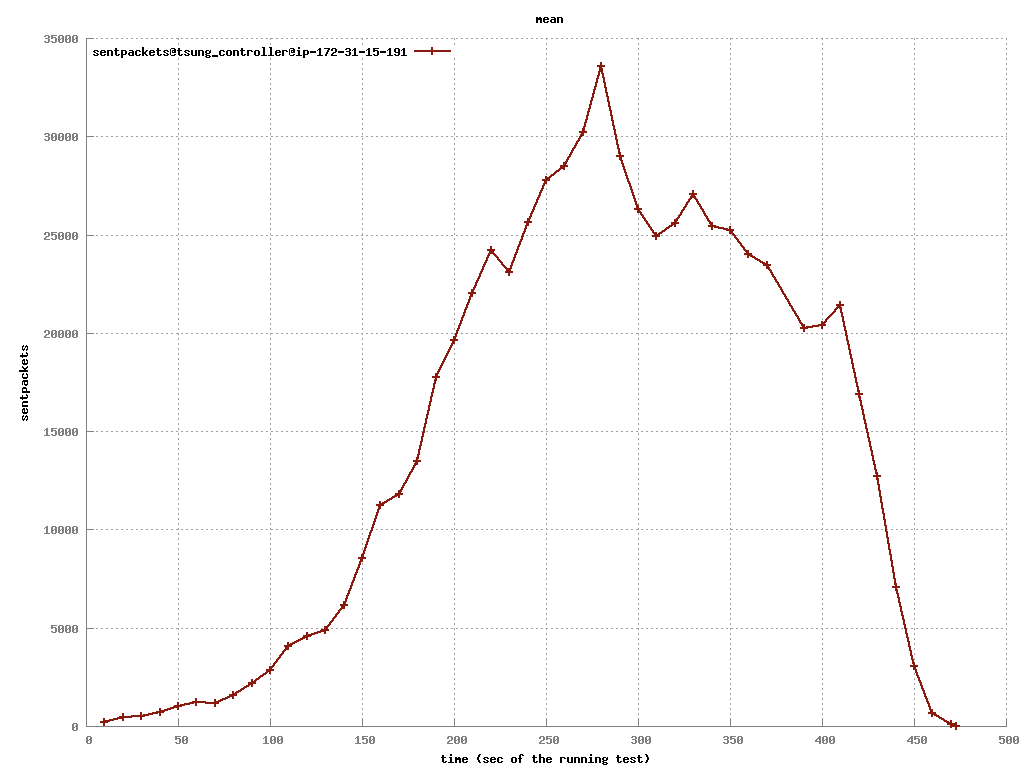 mean
sentpackets@tsung_controller@ip-172-31-15-191
35000
30000
25000
20000
15000
10000
5000
0
sentpackets
0 50 100 150 200 250 300 350 400 450 500
time (sec of the running test)